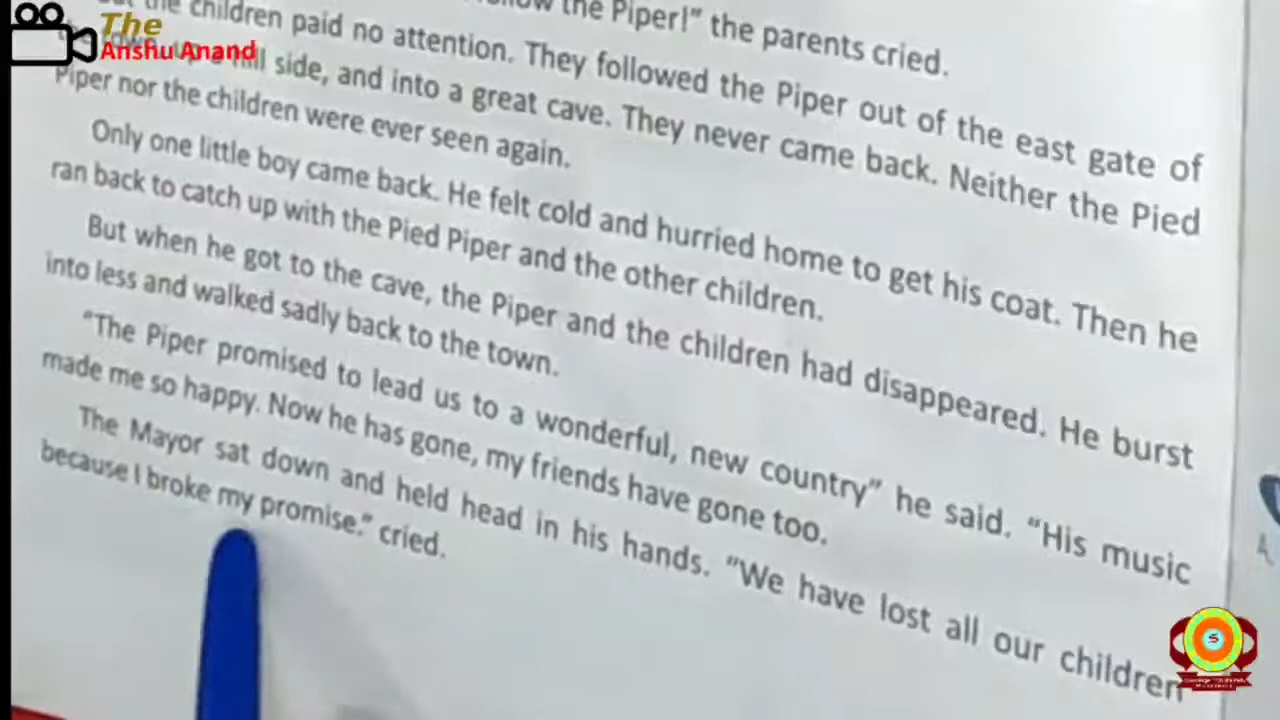 The
Anshu Anand
the Piper!" the parents cried.
the children paid no attention. They followed the Piper out of the east gate of
side, and into a great cave. They never came back. Neither the Pied
Piper nor the children were ever seen again.
Only one little boy came back. He felt cold and hurried home to get his coat. Then he
ran back to catch up with the Pied Piper and the other children.
But when he got to the cave, the Piper and the children had disappeared. He burst
into less and walked sadly back to the town.
"The Piper promised to lead us to a wonderful, new country" he said. "His music
made me so happy. Now he has gone, my friends have gone too.
The Mayor sat down and held head in his hands. "We have lost all our children
because I broke my promise." cried.
S